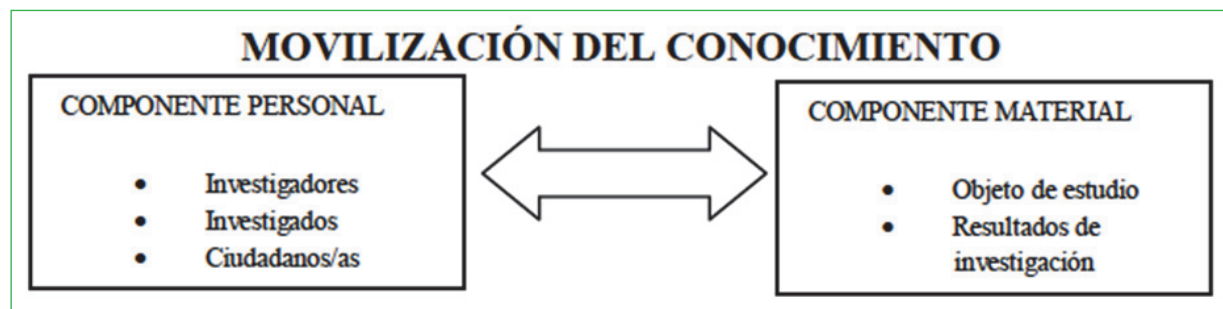 MOVILIZACIÓN DEL CONOCIMIENTO
COMPONENTE PERSONAL
• Investigadores
• Investigados
• Ciudadanos/as
COMPONENTE MATERIAL
• Objeto de estudio
• Resultados de
investigación